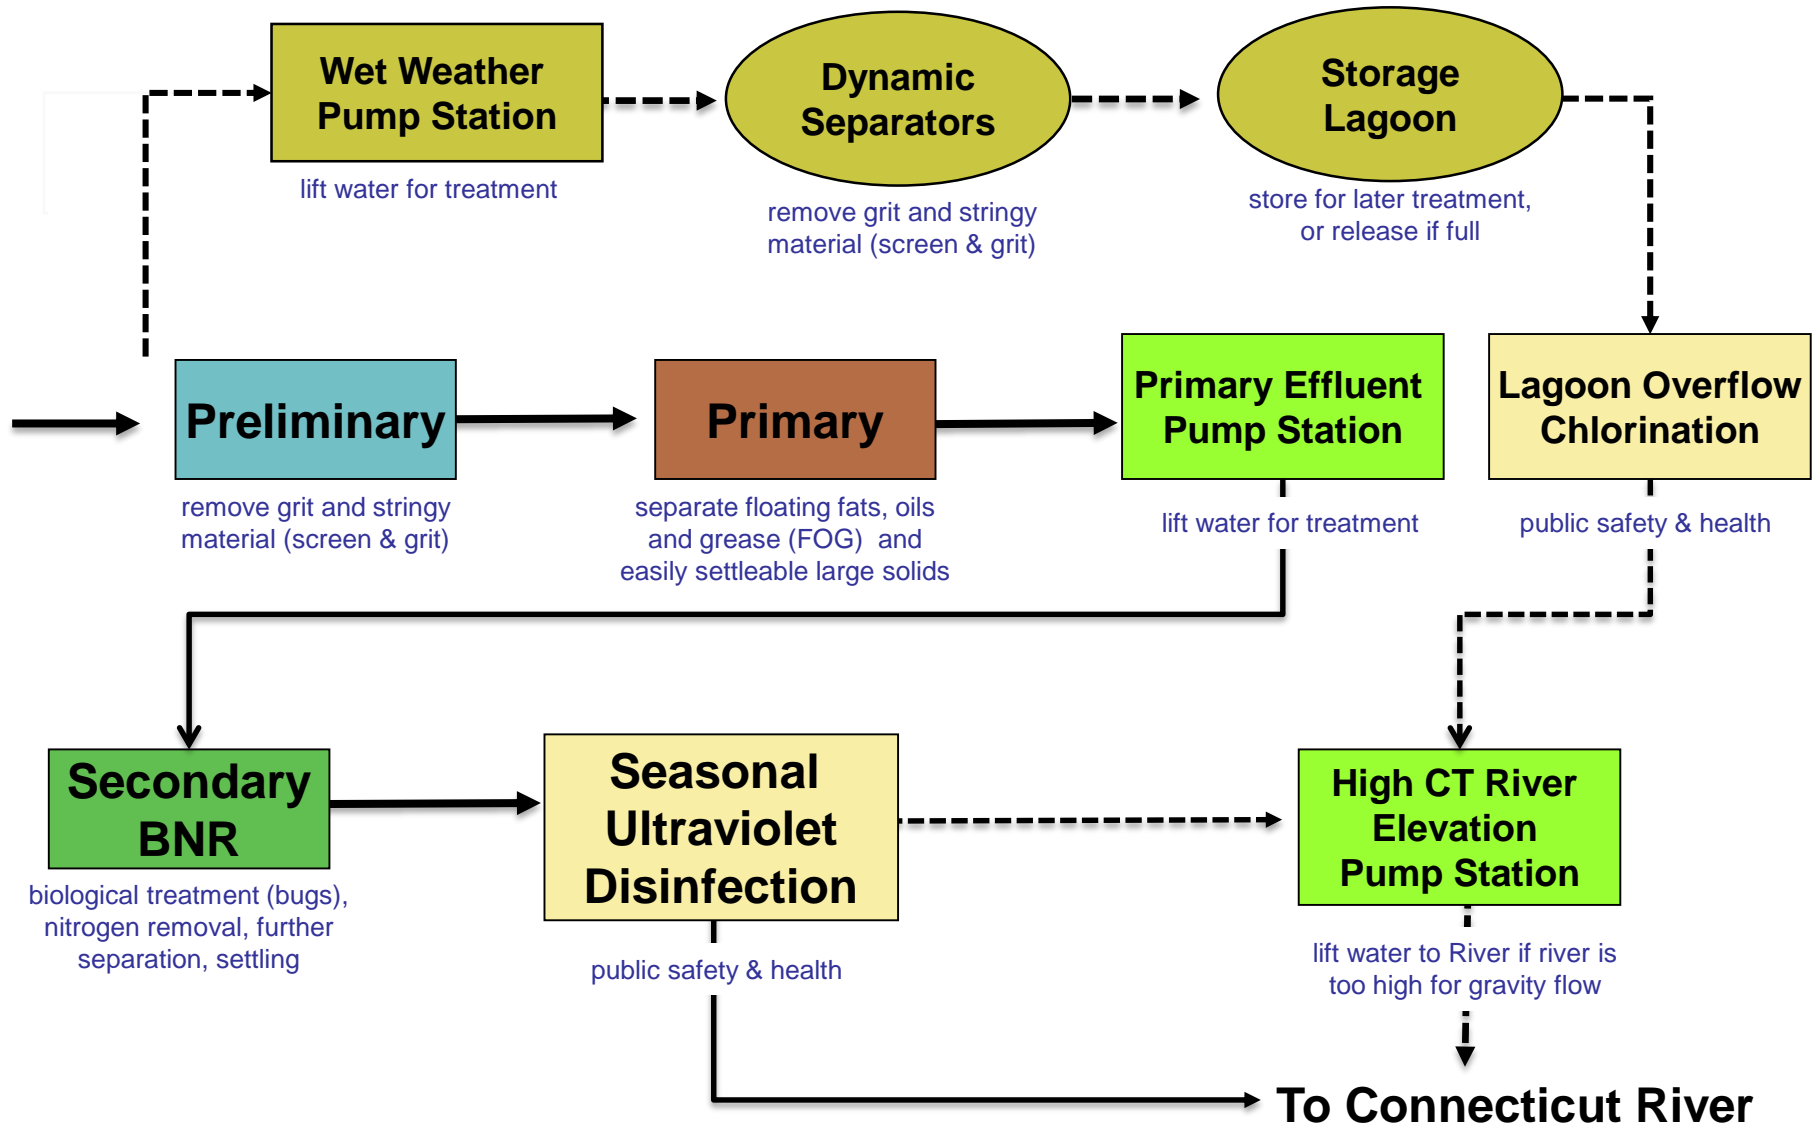 Wet Weather
Pump Station
lift water for treatment
Dynamic
Separators
remove grit and stringy
material (screen & grit)
Storage
Lagoon
store for later treatment,
or release if full
Preliminary
remove grit and stringy
material (screen & grit)
Primary
separate floating fats, oils
and grease (FOG) and
easily settleable large solids
Primary Effluent
Pump Station
lift water for treatment
Lagoon Overflow
Chlorination
public safety & health
Secondary
BNR
biological treatment (bugs),
nitrogen removal, further
separation, settling
Seasonal
Ultraviolet
Disinfection
public safety & health
High CT River
Elevation
Pump Station
lift water to River if river is
too high for gravity flow
To Connecticut River